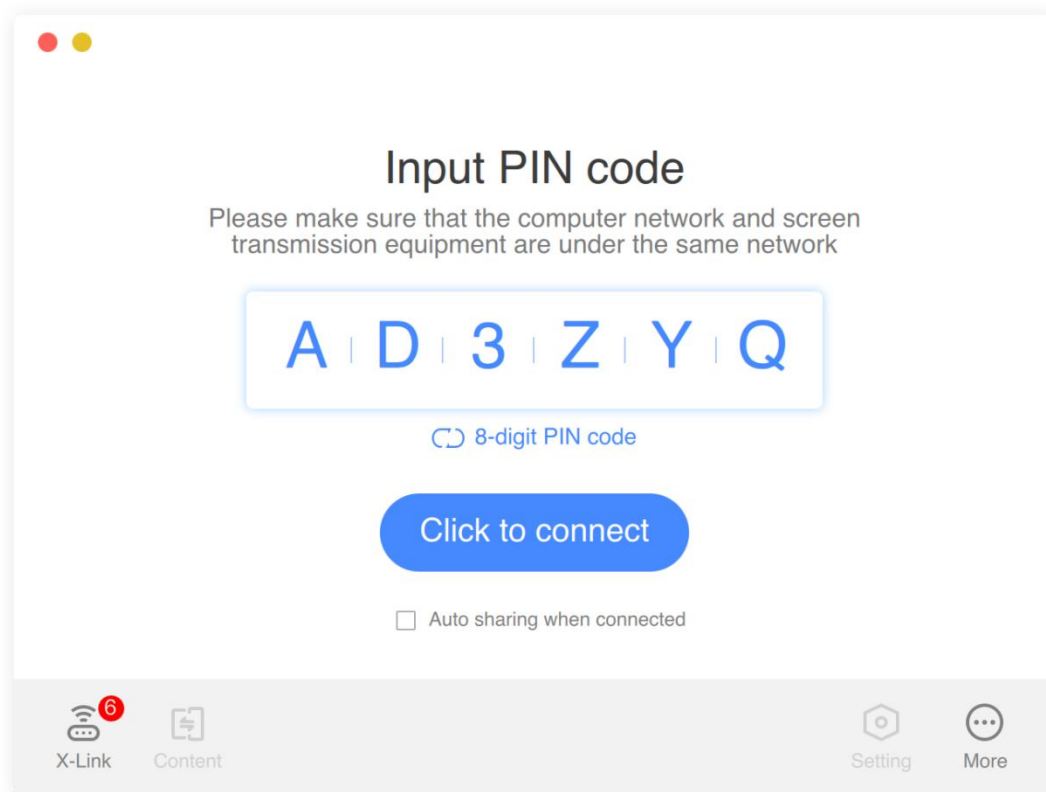 Input PIN code
Please make sure that the computer network and screen
transmission equipment are under the same network
A D 3 Z Y Q
8-digit PIN code
Click to connect
Auto sharing when connected
6
X-Link Content Setting More